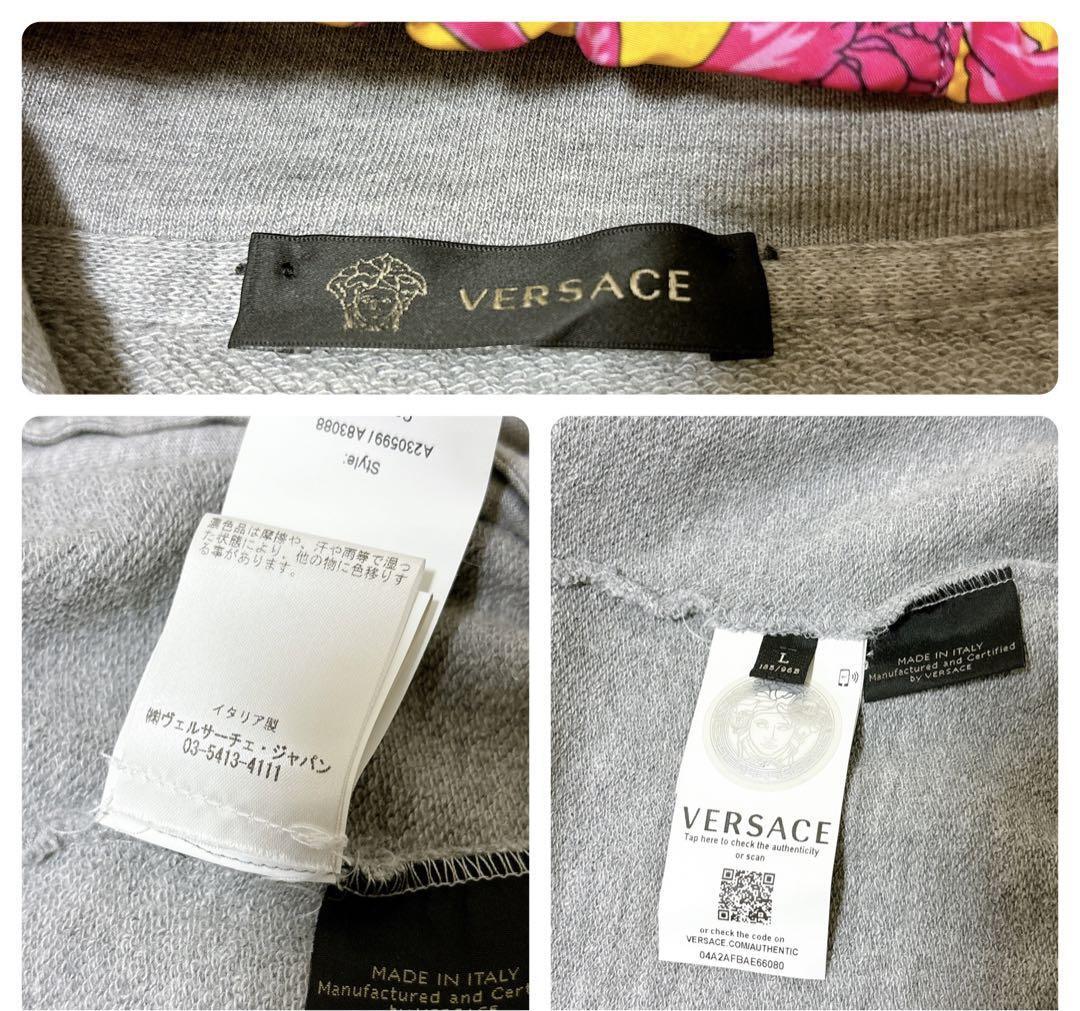 VERSACE
Style:
A230599/A83088
濃色品は摩擦や、汗や雨等で湿っ
た状態により、他の物に色移りす
る事があります。
イタリア製
(株)ヴェルサーチェ・ジャパン
03-5413-4111
MADE IN ITALY
Manufactured and Cert
by VERSACE
L
185/96B
MADE IN ITALY
Manufactured and Certified
by VERSACE
VERSACE
Tap here to check the authenticity
or scan
or check the code on
VERSACE.COM/AUTHENTIC
04A2AFBAE66080